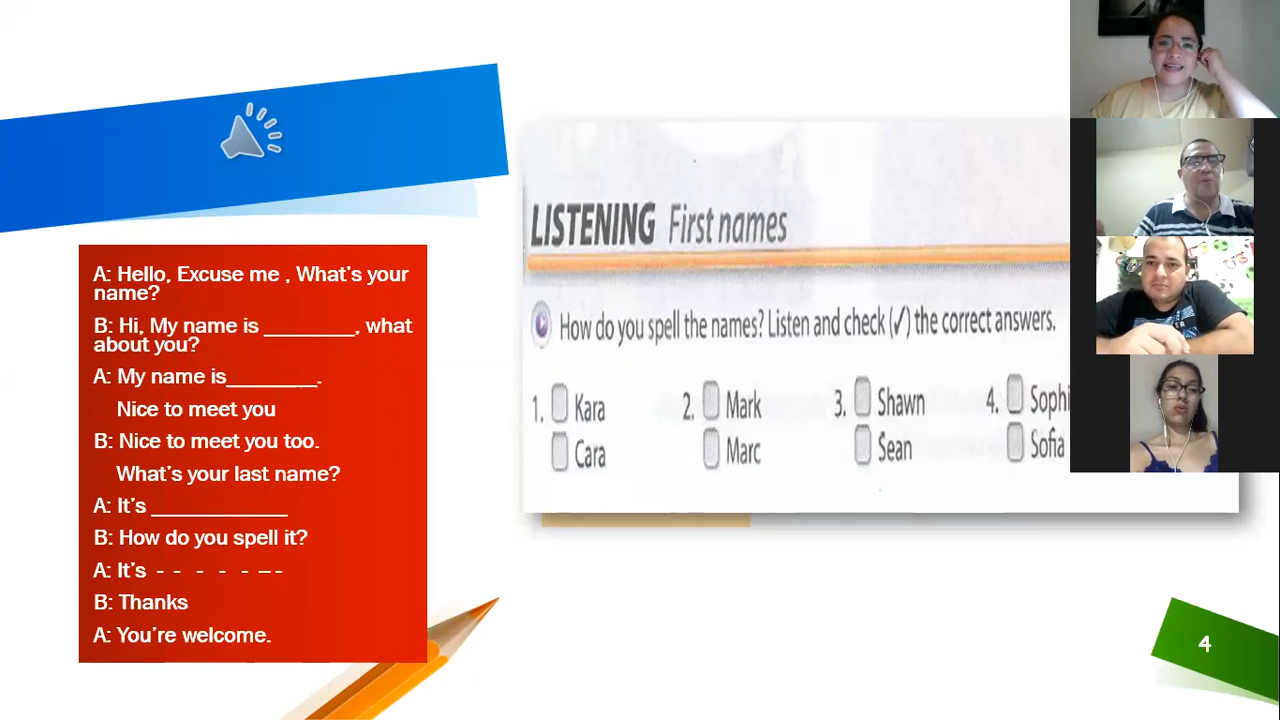 A: Hello, Excuse me , What's your
name?
B: Hi, My name is ________, what
about you?
A: My name is________.
Nice to meet you
B: Nice to meet you too.
What's your last name?
A: It's ____________
B: How do you spell it?
A: It's - - - - - – -
B: Thanks
A: You're welcome.
LISTENING First names
How do you spell the names? Listen and check (✓) the correct answers.
1. Kara 2. Mark 3. Shawn 4. Sophi
Cara Marc Sean Sofia
4